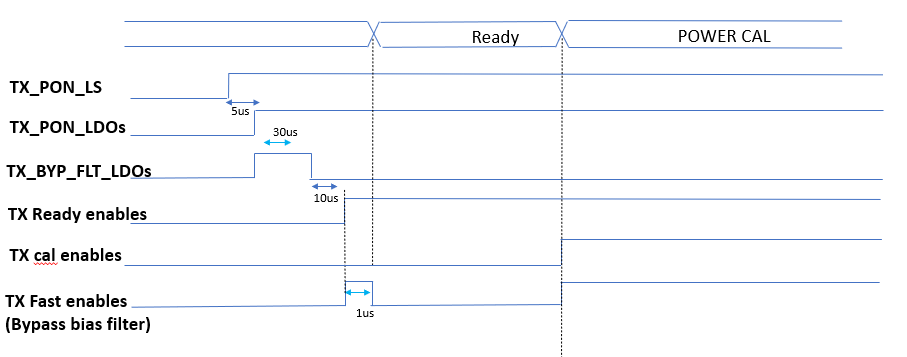 Ready
POWER CAL
TX_PON_LS
5us
TX_PON_LDOs
30us
TX_BYP_FLT_LDOs
10us
TX Ready enables
TX cal enables
TX Fast enables
(Bypass bias filter)
1us